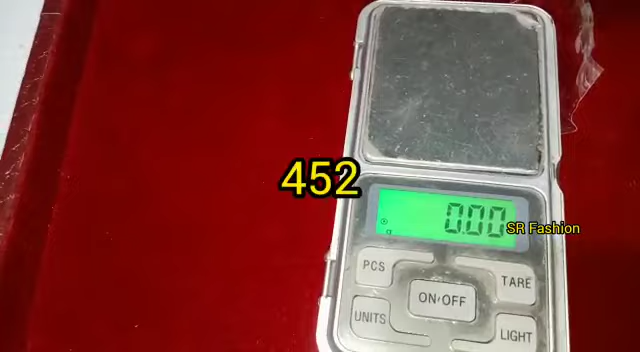 452
0.00
SR Fashion
g
PCS
TARE
ON/OFF
UNITS
LIGHT